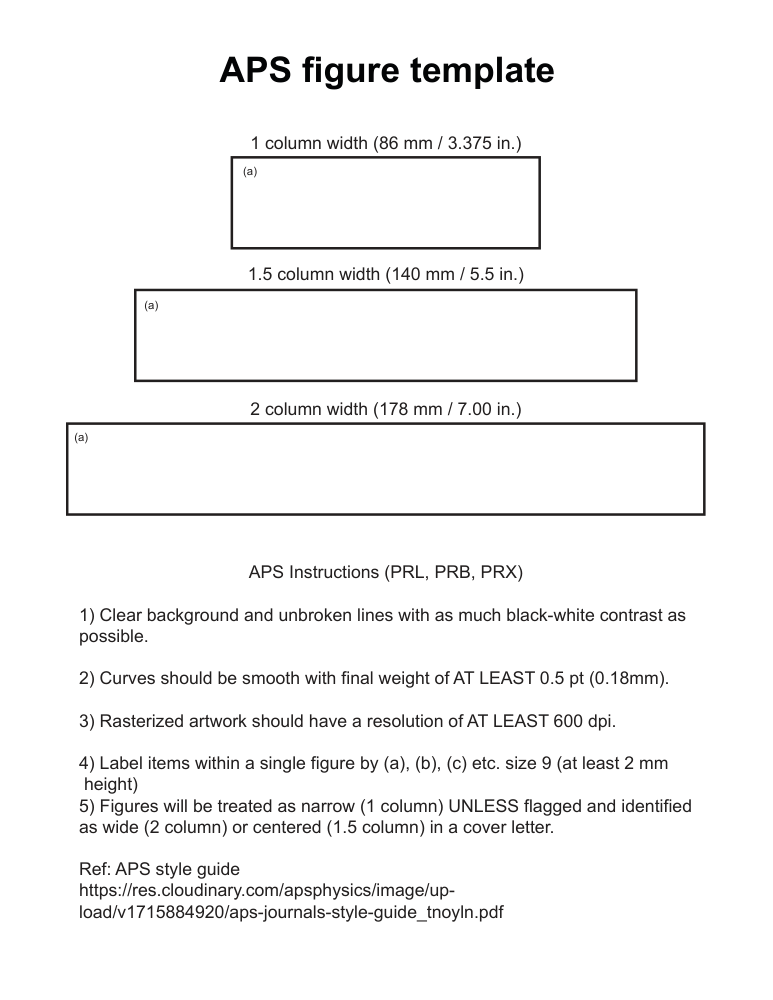 APS figure template
1 column width (86 mm / 3.375 in.)
(a)
1.5 column width (140 mm / 5.5 in.)
(a)
2 column width (178 mm / 7.00 in.)
(a)
APS Instructions (PRL, PRB, PRX)
1) Clear background and unbroken lines with as much black-white contrast as
possible.
2) Curves should be smooth with final weight of AT LEAST 0.5 pt (0.18mm).
3) Rasterized artwork should have a resolution of AT LEAST 600 dpi.
4) Label items within a single figure by (a), (b), (c) etc. size 9 (at least 2 mm
height)
5) Figures will be treated as narrow (1 column) UNLESS flagged and identified
as wide (2 column) or centered (1.5 column) in a cover letter.
Ref: APS style guide
https://res.cloudinary.com/apsphysics/image/up-
load/v1715884920/aps-journals-style-guide_tnoyln.pdf